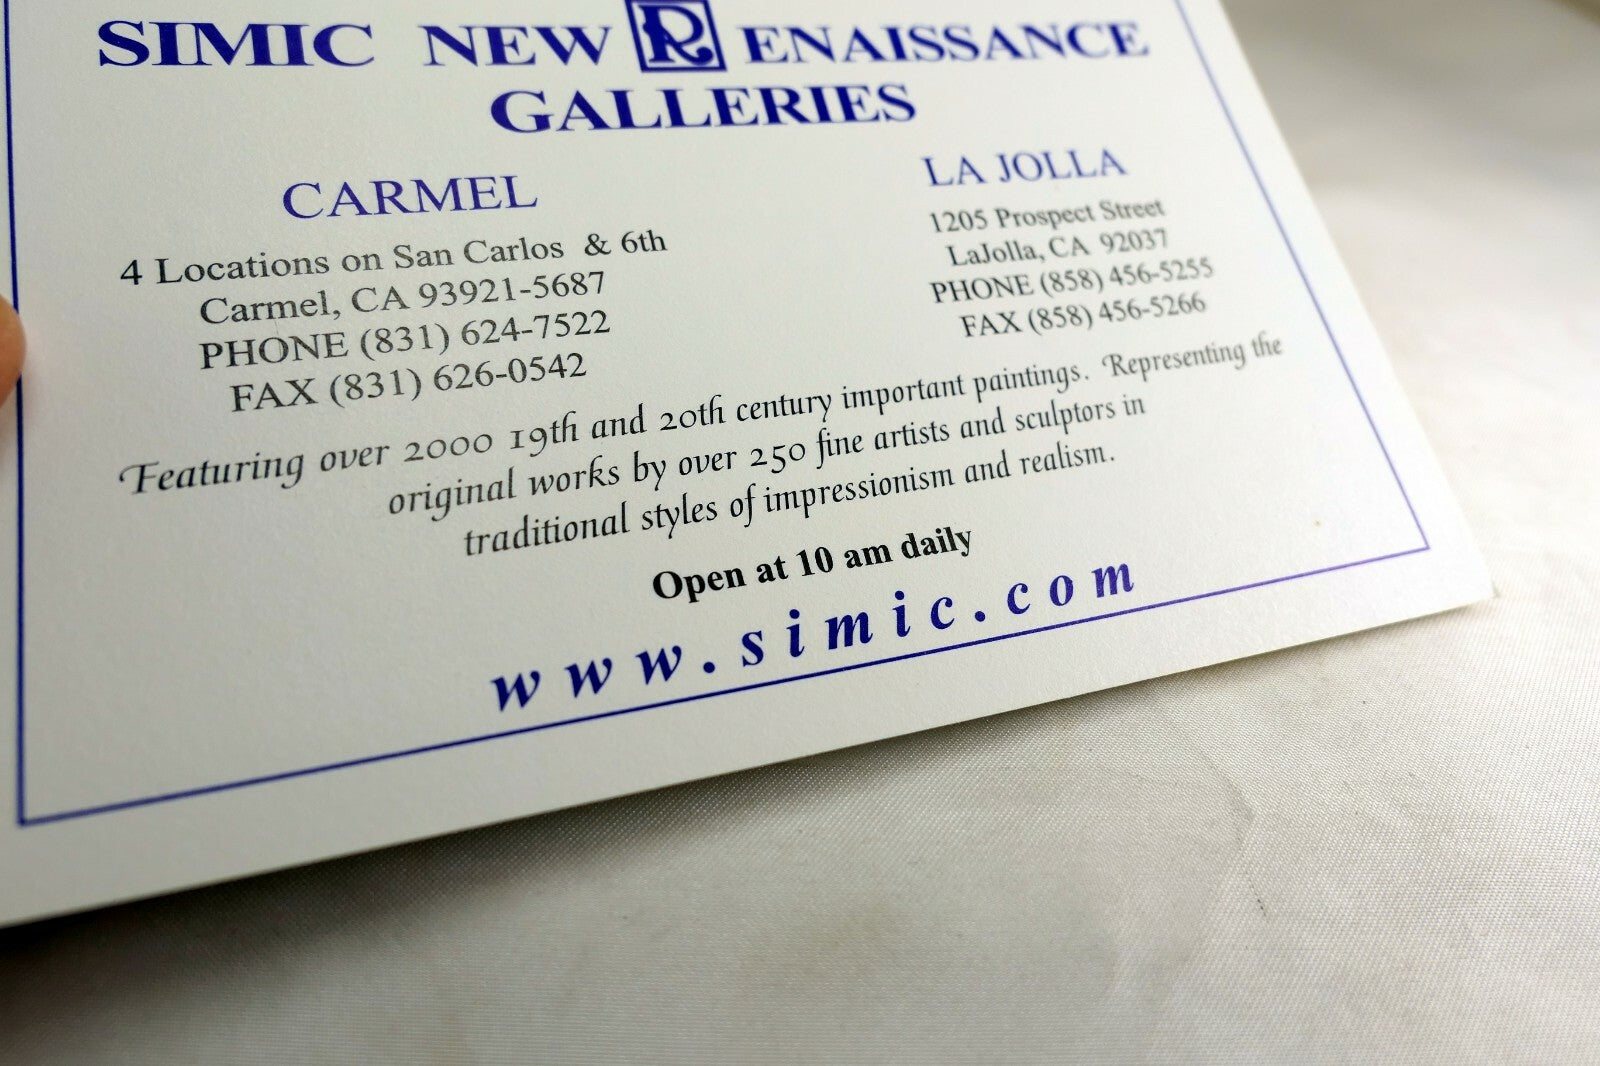 SIMIC NEW RENAISSANCE
GALLERIES
CARMEL
4 Locations on San Carlos & 6th
Carmel, CA 93921-5687
PHONE (831) 624-7522
FAX (831) 626-0542
LA JOLLA
1205 Prospect Street
LaJolla, CA 92037
PHONE (858) 456-5255
FAX (858) 456-5266
Featuring over 2000 19th and 20th century important paintings. Representing the
original works by over 250 fine artists and sculptors in
traditional styles of impressionism and realism.
Open at 10 am daily
www.simic.com